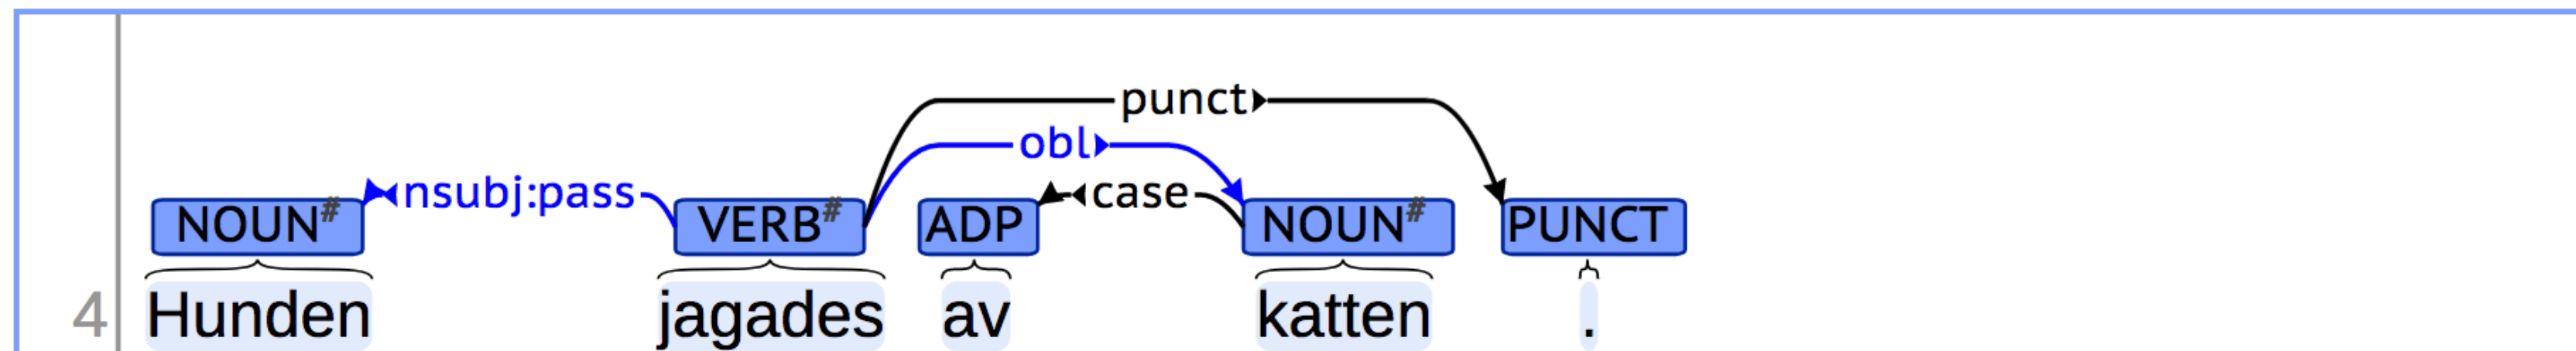 punct
obl
nsubj:pass case
NOUN# VERB# ADP NOUN# PUNCT
4 Hunden jagades av katten .